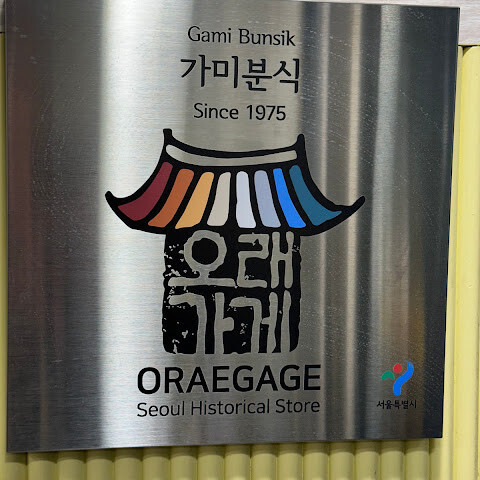 Gami Bunsik
가미분식
Since 1975
오래
가게
ORAEGAGE
Seoul Historical Store
서울특별시